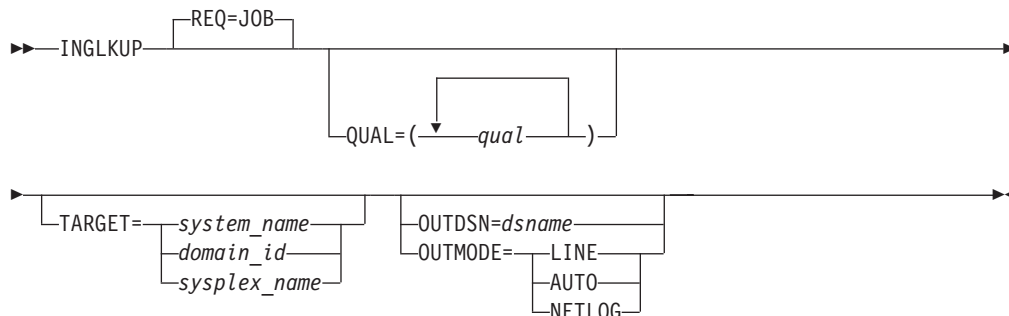 REQ=JOB
INGLKUP
QUAL=( qual )
TARGET= system_name
domain_id
sysplex_name
OUTDSN=dsname
OUTMODE= LINE
AUTO
NETLOG